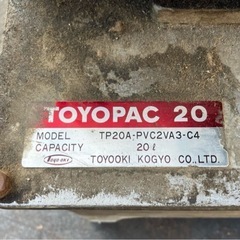 TOYOPAC 20
MODEL TP20A-PVC2VA3-C4
CAPACITY 20ℓ
TOYOOKI KOGYO CO.,LTD.